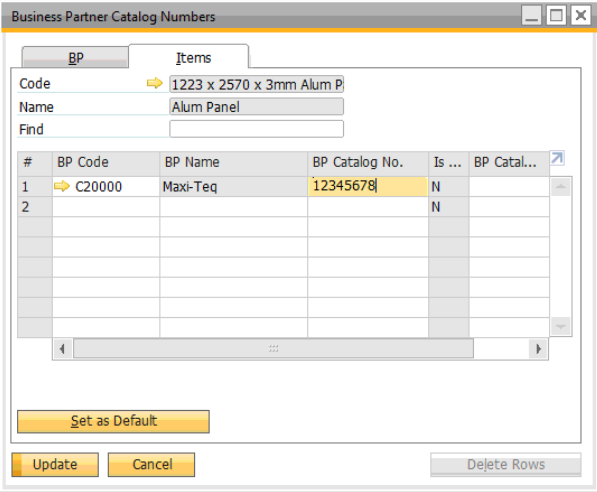 Business Partner Catalog Numbers
BP Items
Code 1223 x 2570 x 3mm Alum P
Name Alum Panel
Find
# BP Code BP Name BP Catalog No. Is ... BP Catal...
1 C20000 Maxi-Teq 12345678 N
2 N
Set as Default
Update Cancel Delete Rows